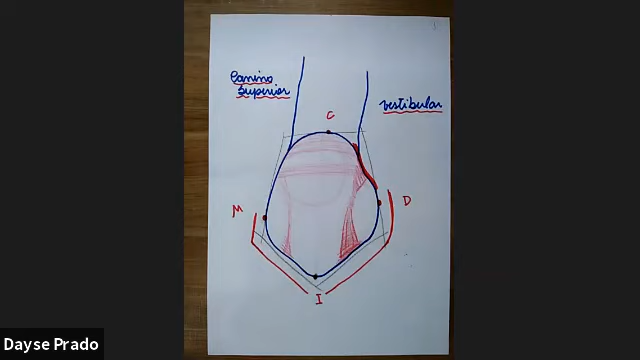 Canino
Superior
Vestibular
C
M
D
I
Dayse Prado